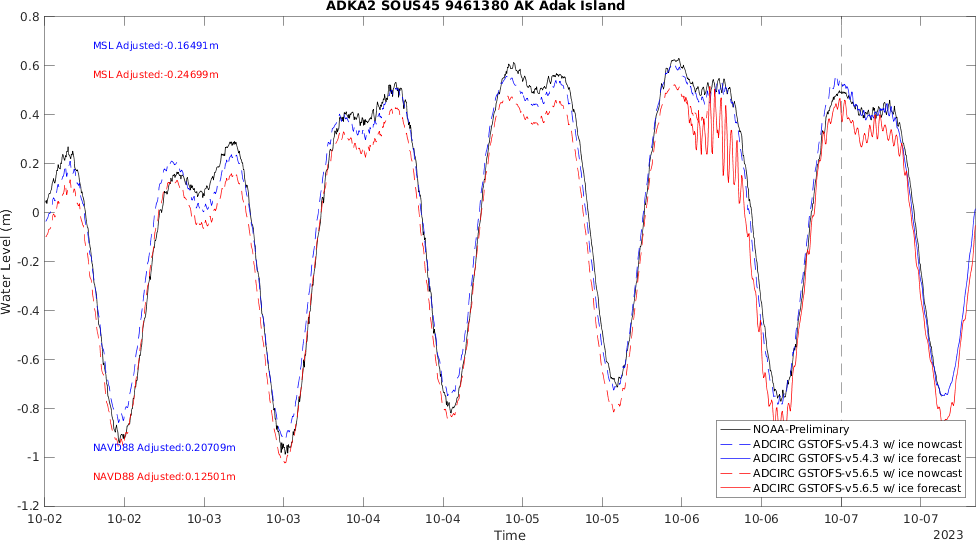 ADKA2 SOUS45 9461380 AK Adak Island
0.8
0.6
0.4
0.2
0
-0.2
-0.4
-0.6
-0.8
-1
-1.2
Water Level (m)
MSL Adjusted:-0.16491m
MSL Adjusted:-0.24699m
NAVD88 Adjusted:0.20709m
NAVD88 Adjusted:0.12501m
NOAA-Preliminary
ADCIRC GSTOFS-v5.4.3 w/ ice nowcast
ADCIRC GSTOFS-v5.4.3 w/ ice forecast
ADCIRC GSTOFS-v5.6.5 w/ ice nowcast
ADCIRC GSTOFS-v5.6.5 w/ ice forecast
10-02 10-02 10-03 10-03 10-04 10-04 10-05 10-05 10-06 10-06 10-07 10-07
Time
2023